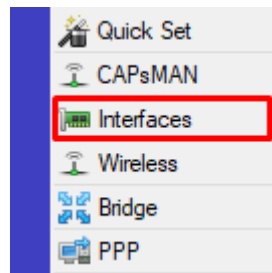 Quick Set
CAPsMAN
Interfaces
Wireless
Bridge
PPP